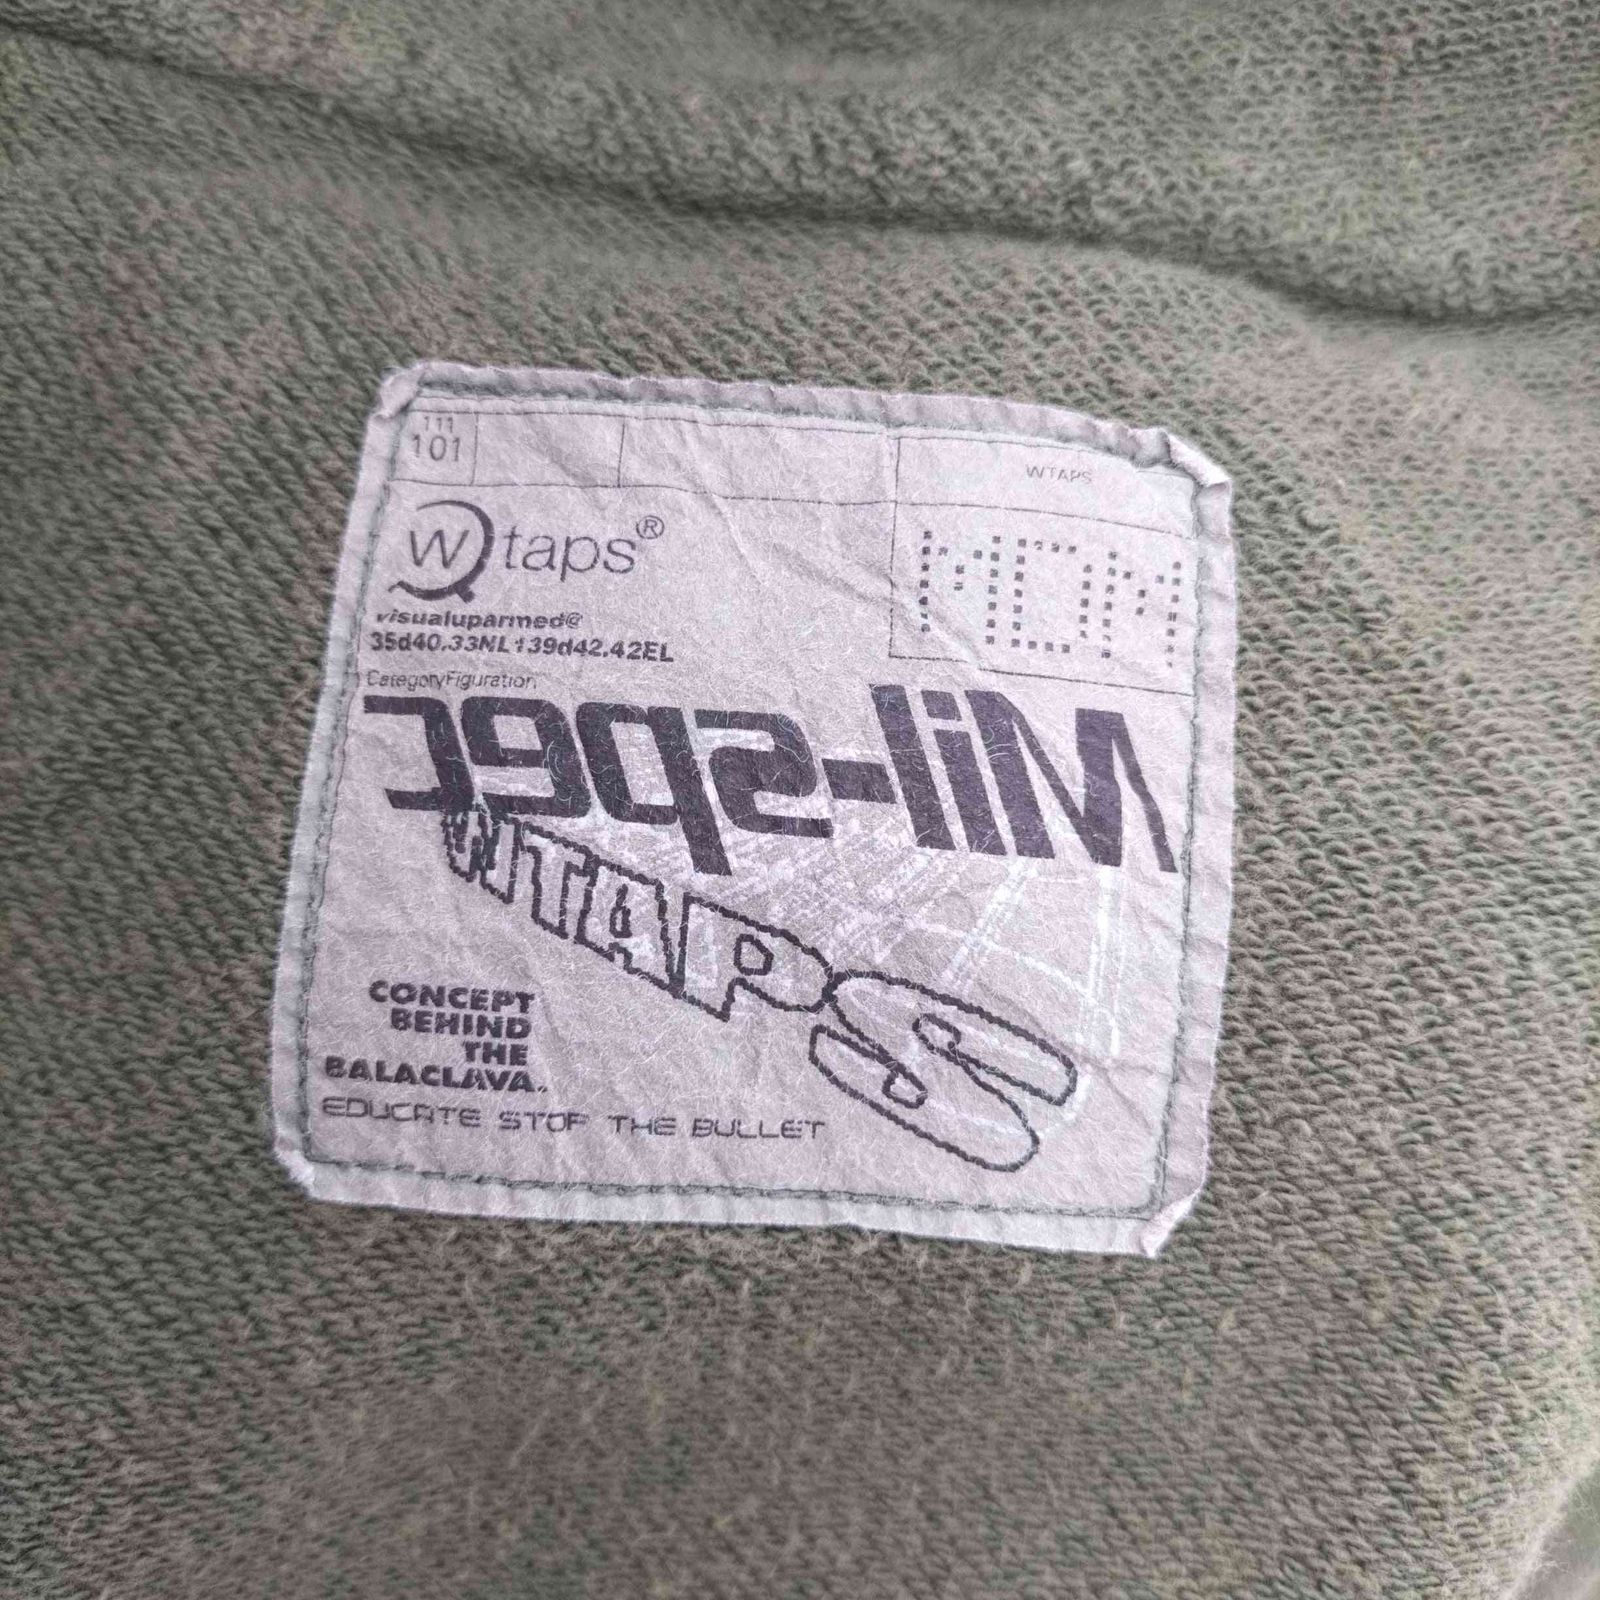 111
101
WTAPS
W taps®
visualuparmed@
35d40.33NL139d42.42EL
CategoryFiguration
Mil-spec
WTAPS
CONCEPT
BEHIND
THE
BALACLAVA..
EDUCATE STOP THE BULLET